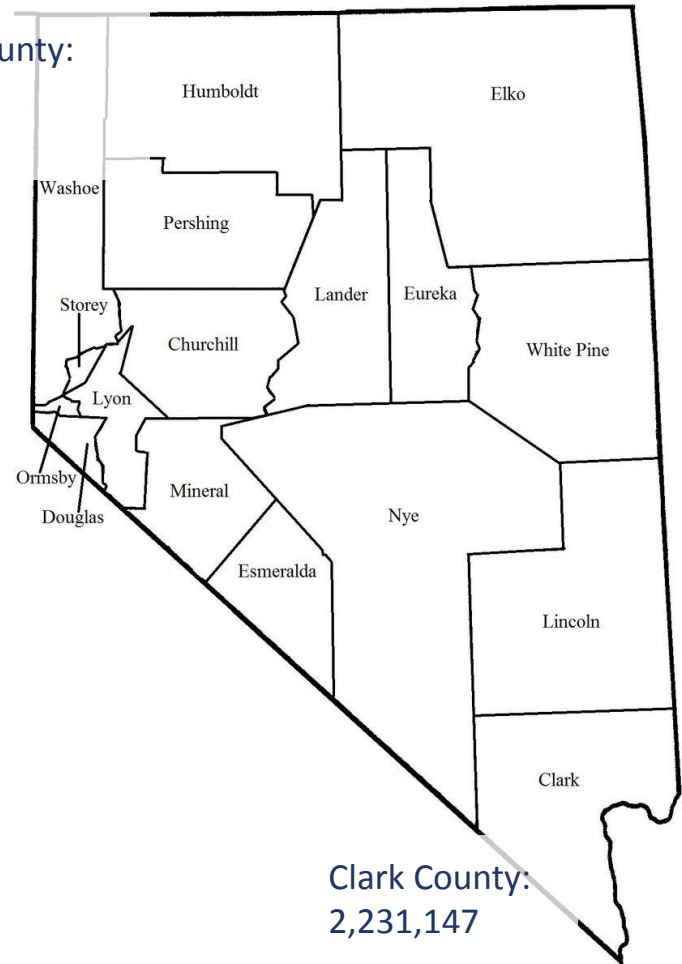 unty:
Humboldt
Elko
Washoe
Pershing
Lander
Eureka
Storey
Churchill
White Pine
Lyon
Ormsby
Mineral
Douglas
Nye
Esmeralda
Lincoln
Clark
Clark County:
2,231,147